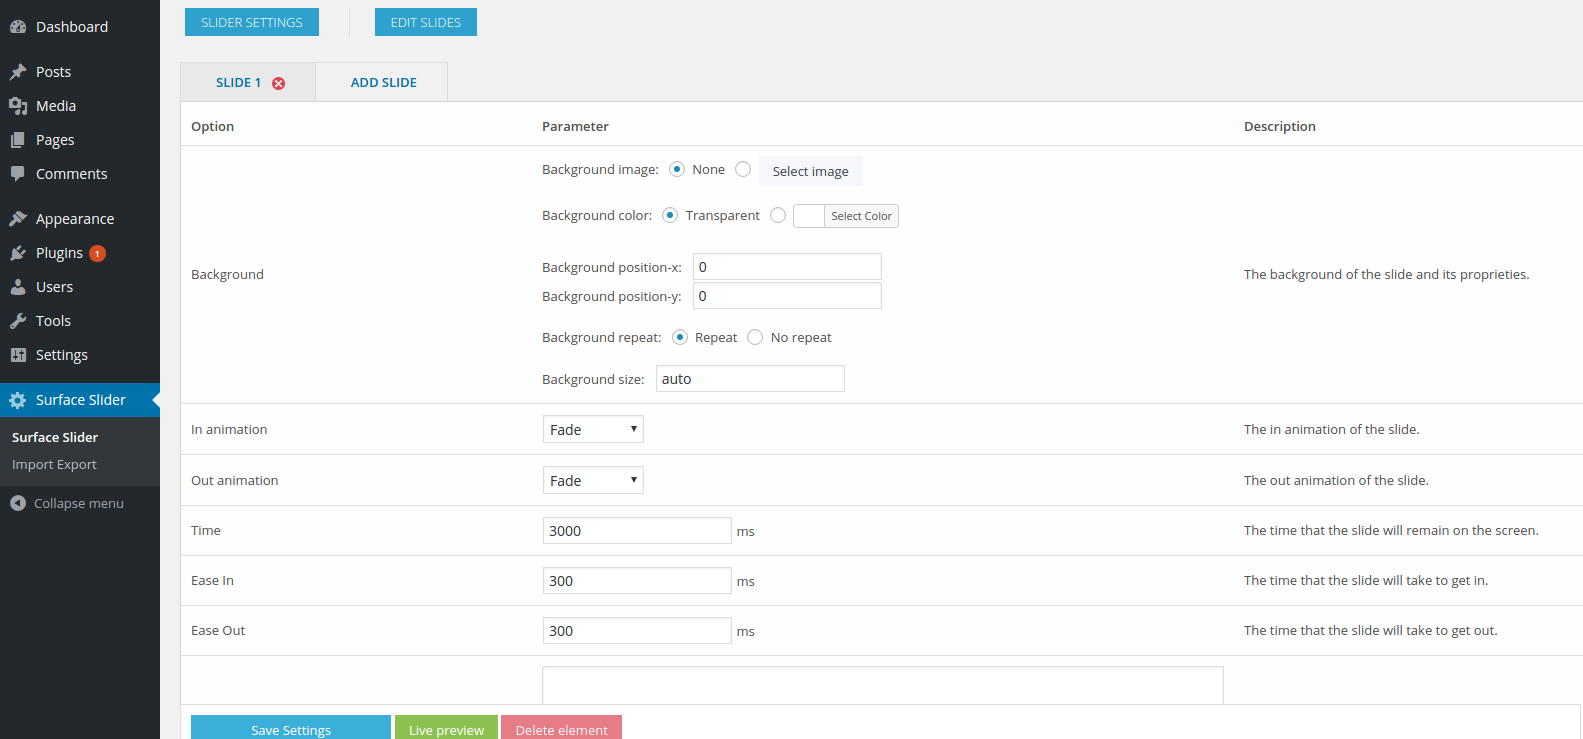 Dashboard
Posts
Media
Pages
Comments
Appearance
Plugins 1
Users
Tools
Settings
Surface Slider
Surface Slider
Import Export
Collapse menu
SLIDER SETTINGS
EDIT SLIDES
SLIDE 1
ADD SLIDE
Option Parameter Description
Background
Background image: None Select image
Background color: Transparent Select Color
Background position-x: 0
Background position-y: 0
Background repeat: Repeat No repeat
Background size: auto
The background of the slide and its proprieties.
In animation Fade The in animation of the slide.
Out animation Fade The out animation of the slide.
Time 3000 ms The time that the slide will remain on the screen.
Ease In 300 ms The time that the slide will take to get in.
Ease Out 300 ms The time that the slide will take to get out.
Save Settings Live preview Delete element